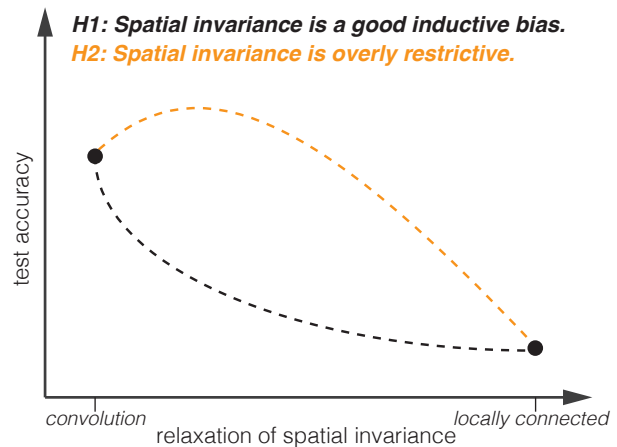 H1: Spatial invariance is a good inductive bias.
H2: Spatial invariance is overly restrictive.
test accuracy
convolution
locally connected
relaxation of spatial invariance